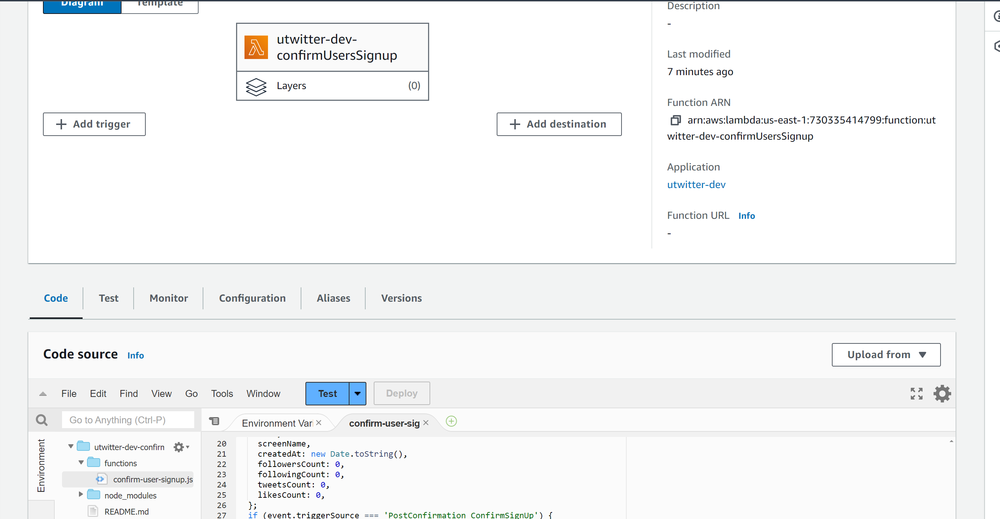 Diagram
Template
utwitter-dev-
confirmUsersSignup
Layers
(0)
Add trigger
Add destination
Description
-
Last modified
7 minutes ago
Function ARN
arn:aws:lambda:us-east-1:730335414799:function:ut
witter-dev-confirmUsersSignup
Application
utwitter-dev
Function URL Info
-
Code
Test
Monitor
Configuration
Aliases
Versions
Code source Info
Upload from
File Edit Find View Go Tools Window
Test
Deploy
Go to Anything (Ctrl-P)
Environment Vari
confirm-user-sig
Environment
utwitter-dev-confirn
functions
confirm-user-signup.js
node_modules
README.md
20 screenName,
21 createdAt: new Date.toString(),
22 followersCount: 0,
23 followingCount: 0,
24 tweetsCount: 0,
25 likesCount: 0,
26 };
27 if (event.triggerSource === 'PostConfirmation_ConfirmSignUp') {